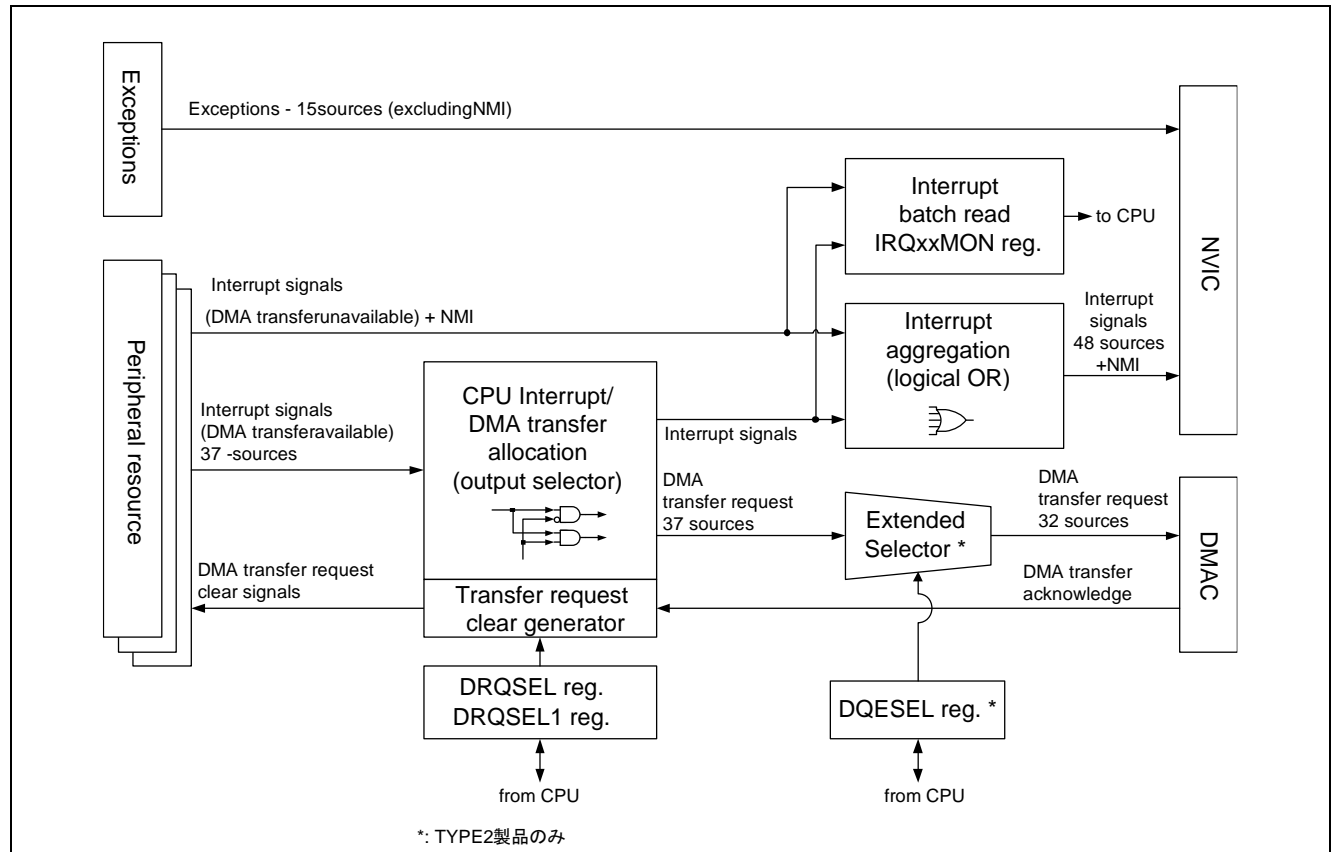 Exceptions
Exceptions - 15sources (excludingNMI)
Interrupt
batch read
IRQxxMON reg.
to CPU
NVIC
Peripheral resource
Interrupt signals
(DMA transferunavailable) + NMI
Interrupt
aggregation
(logical OR)
Interrupt
signals
48 sources
+NMI
Interrupt signals
(DMA transferavailable)
37 -sources
CPU Interrupt/
DMA transfer
allocation
(output selector)
Interrupt signals
DMA
transfer request
37 sources
Extended
Selector *
DMA
transfer request
32 sources
DMAC
DMA transfer request
clear signals
Transfer request
clear generator
DMA transfer
acknowledge
DRQSEL reg.
DRQSEL1 reg.
DQESEL reg. *
from CPU
from CPU
*: TYPE2製品のみ